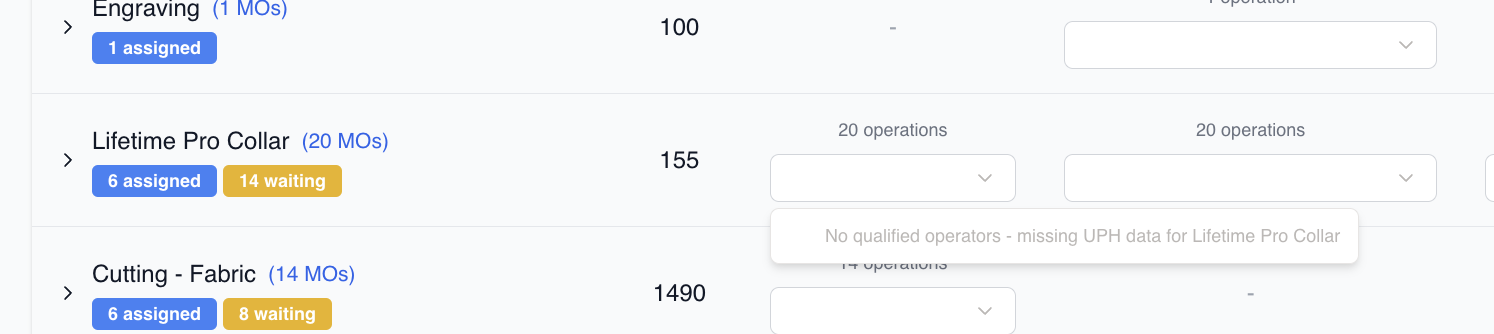 Engraving (1 MOs)
1 assigned
100
-
Lifetime Pro Collar (20 MOs)
6 assigned
14 waiting
155
20 operations
20 operations
No qualified operators - missing UPH data for Lifetime Pro Collar
Cutting - Fabric (14 MOs)
6 assigned
8 waiting
1490
14 operations
-